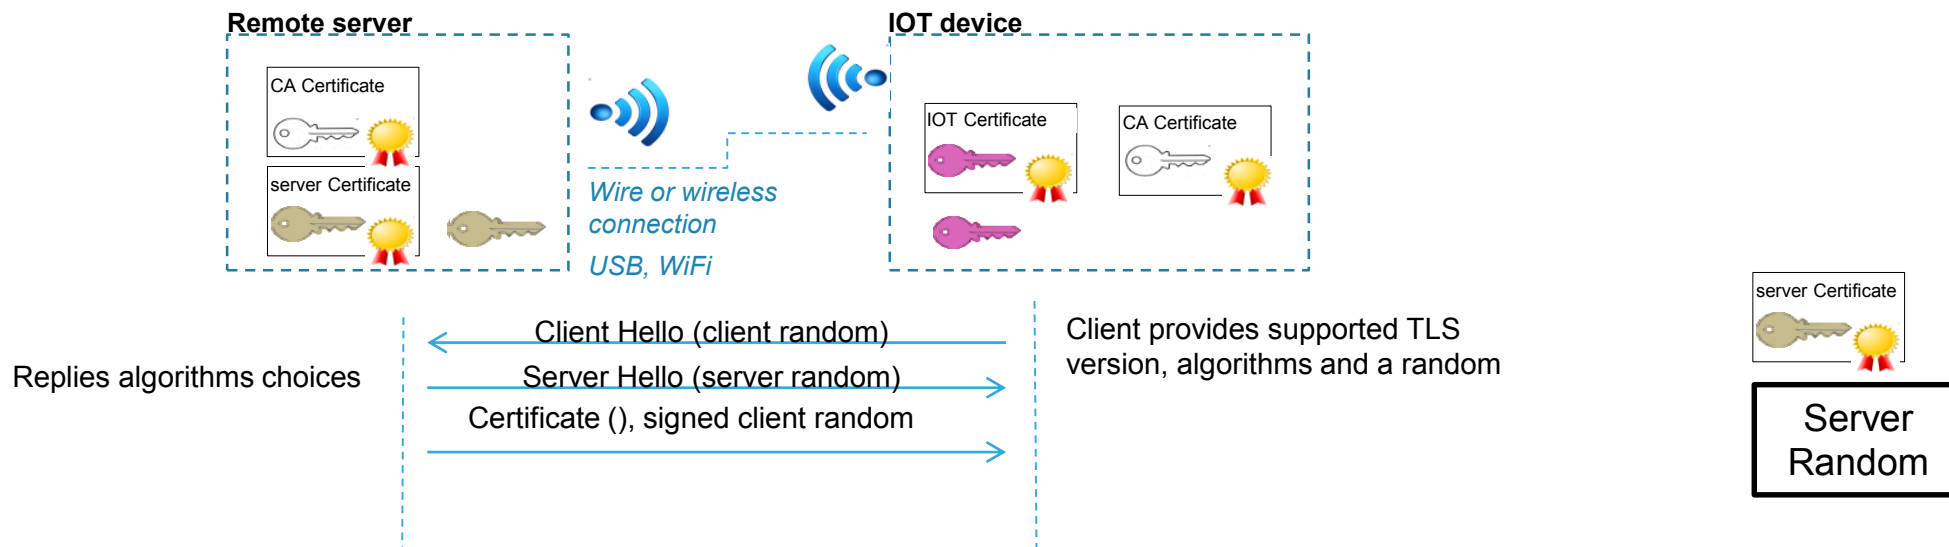 Remote server
IOT device
CA Certificate
server Certificate
Wire or wireless
connection
USB, WiFi
IOT Certificate
CA Certificate
Client Hello (client random)
Server Hello (server random)
Certificate (), signed client random
Replies algorithms choices
Client provides supported TLS
version, algorithms and a random
server Certificate
Server
Random